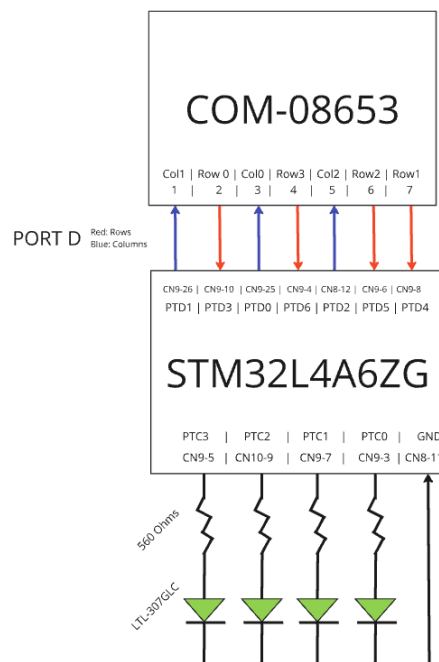 COM-08653
Col1 | Row 0 | Col0 | Row3 | Col2 | Row2 | Row1
1 | 2 | 3 | 4 | 5 | 6 | 7
PORT D
Red: Rows
Blue: Columns
CN9-26 | CN9-10 | CN9-25 | CN9-4 | CN8-12 | CN9-6 | CN9-8
PTD1 | PTD3 | PTD0 | PTD6 | PTD2 | PTD5 | PTD4
STM32L4A6ZG
PTC3 | PTC2 | PTC1 | PTC0 | GND
CN9-5 | CN10-9 | CN9-7 | CN9-3 | CN8-11
560 Ohms
LTL-307GLC